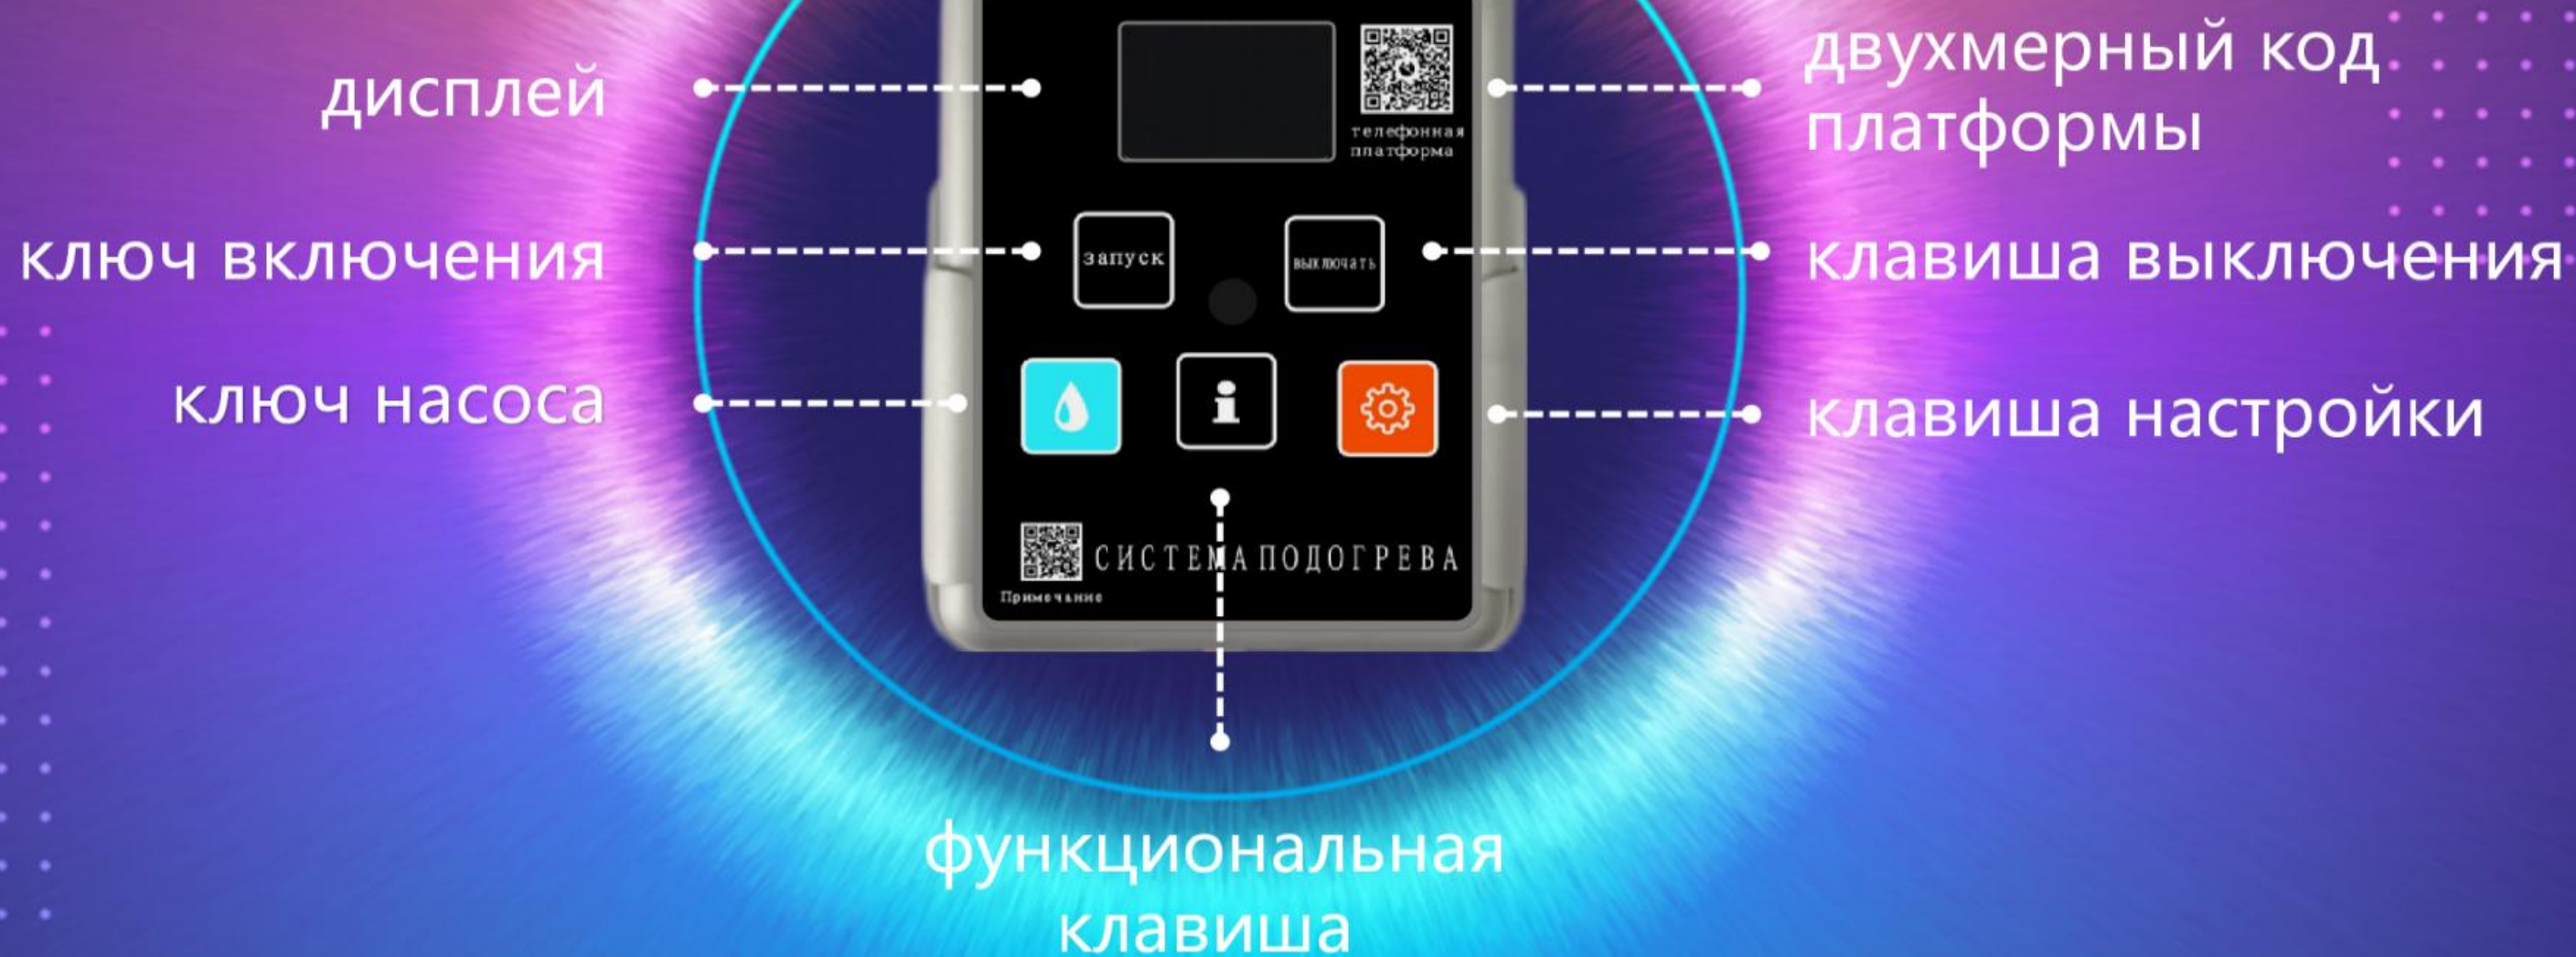 дисплей
двухмерный код
платформы
телефонная
платформа
ключ включения
запуск
выключать
клавиша выключения
ключ насоса
i
клавиша настройки
СИСТЕМА ПОДОГРЕВА
Примечание
функциональная
клавиша